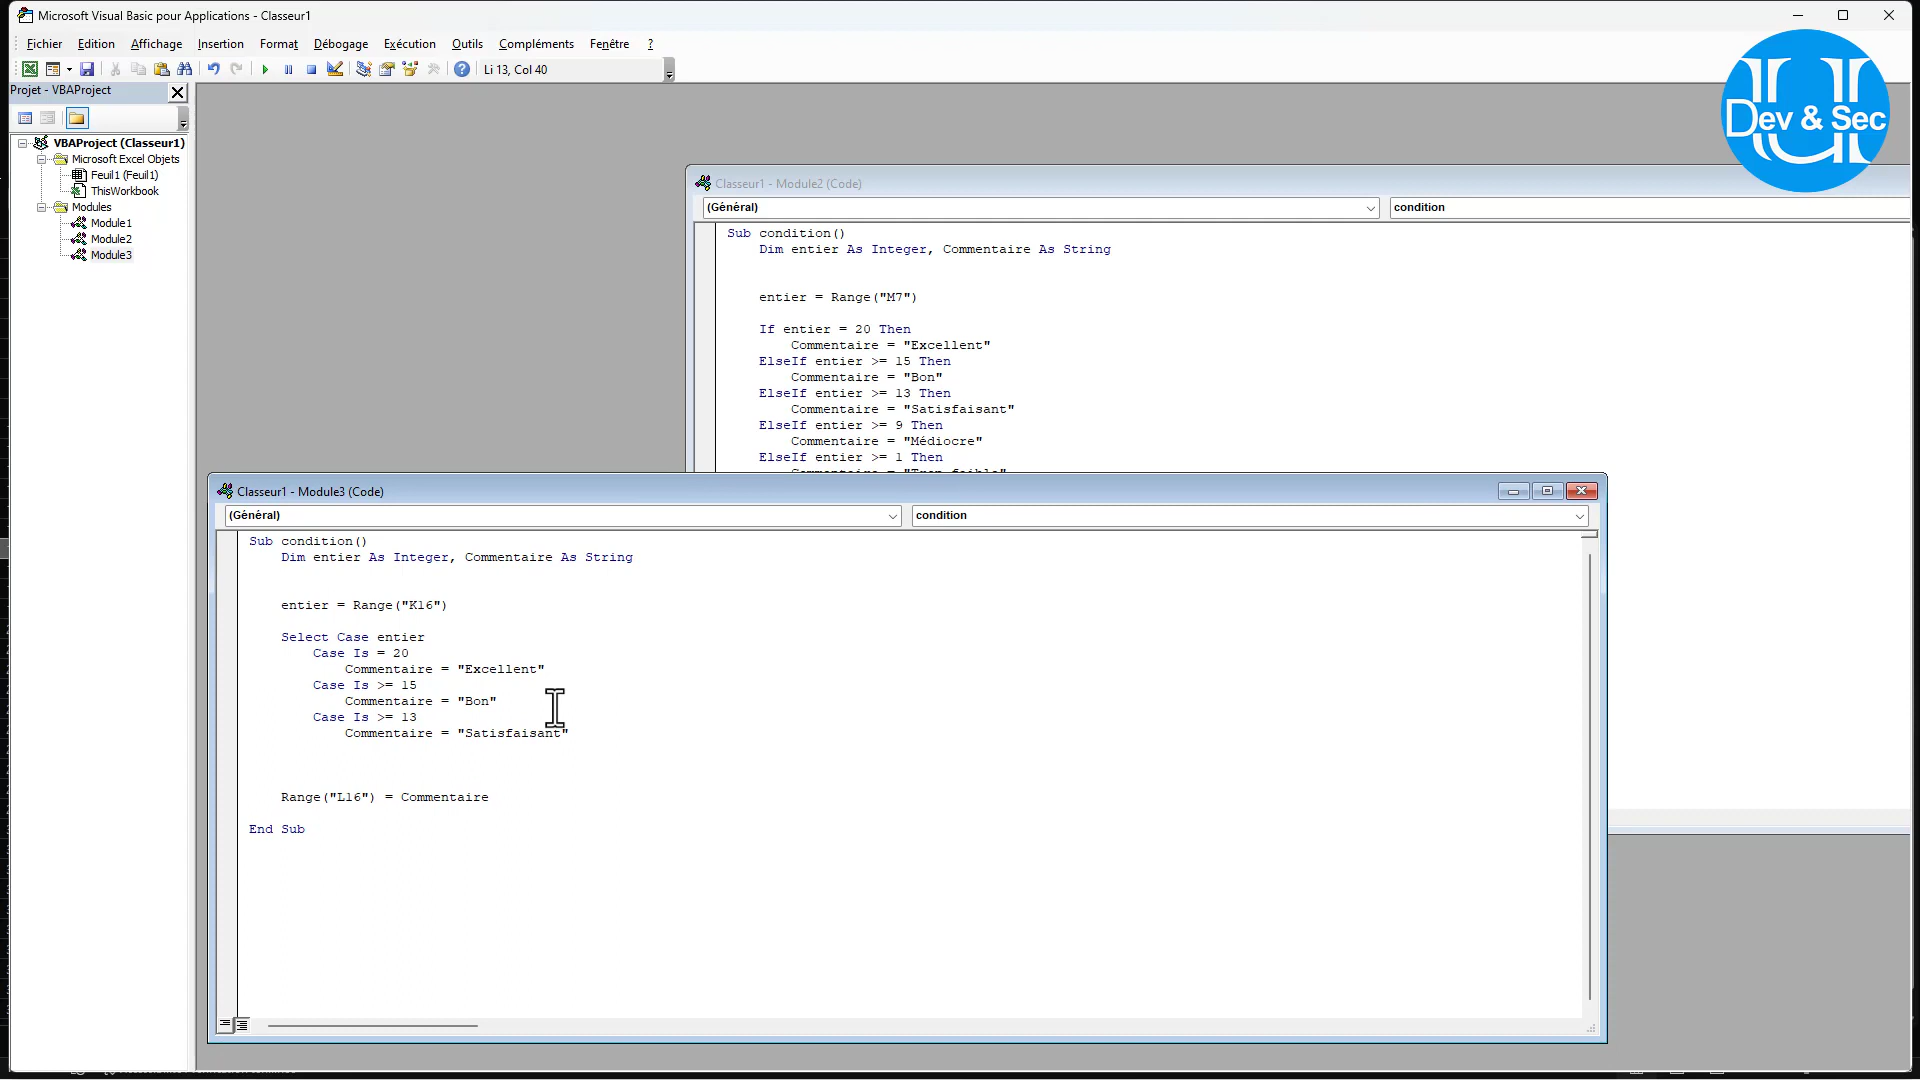 Microsoft Visual Basic pour Applications - Classeur1
Fichier Edition Affichage Insertion Format Débogage Exécution Outils Compléments Fenêtre ?
Li 13, Col 40
Projet - VBAProject
VBAProject (Classeur1)
Microsoft Excel Objets
Feuil1 (Feuil1)
ThisWorkbook
Modules
Module1
Module2
Module3
U
Dev & Sec
Classeur1 - Module2 (Code)
(Général) condition
Sub condition()
Dim entier As Integer, Commentaire As String
entier = Range("M7")
If entier = 20 Then
Commentaire = "Excellent"
ElseIf entier >= 15 Then
Commentaire = "Bon"
ElseIf entier >= 13 Then
Commentaire = "Satisfaisant"
ElseIf entier >= 9 Then
Commentaire = "Médiocre"
ElseIf entier >= 1 Then
Classeur1 - Module3 (Code)
(Général) condition
Sub condition()
Dim entier As Integer, Commentaire As String
entier = Range("K16")
Select Case entier
Case Is = 20
Commentaire = "Excellent"
Case Is >= 15
Commentaire = "Bon"
Case Is >= 13
Commentaire = "Satisfaisant"
Range("L16") = Commentaire
End Sub